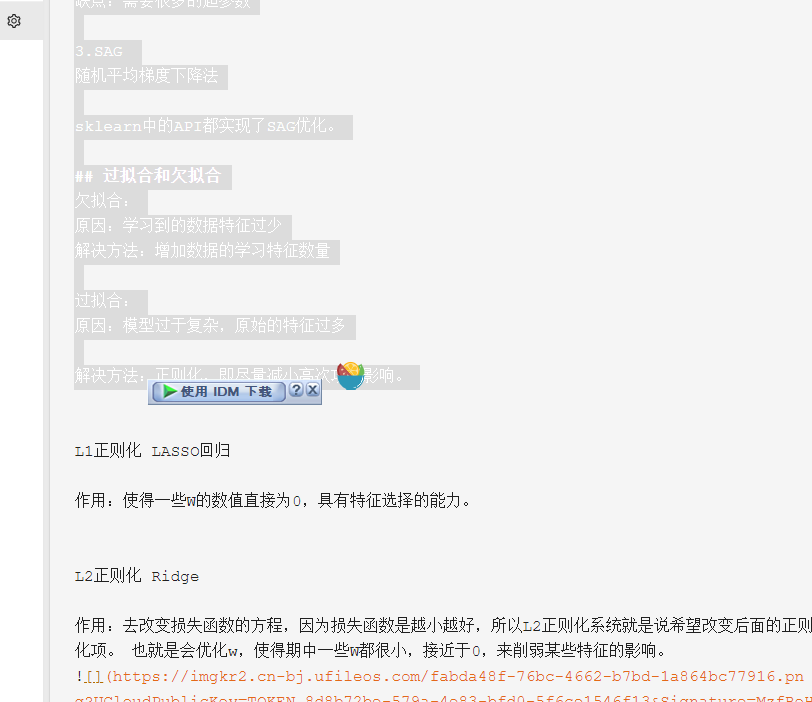 缺点：需要很多的超参数
3.SAG
随机平均梯度下降法
sklearn中的API都实现了SAG优化。
## 过拟合和欠拟合
欠拟合：
原因：学习到的数据特征过少
解决方法：增加数据的学习特征数量
过拟合：
原因：模型过于复杂，原始的特征过多
解决方法：正则化，即尽量减小高次项 影响。
使用 IDM 下载 ? X
L1正则化 LASSO回归
作用：使得一些W的数值直接为0，具有特征选择的能力。
L2正则化 Ridge
作用：去改变损失函数的方程，因为损失函数是越小越好，所以L2正则化系统就是说希望改变后面的正则
化项。 也就是会优化w，使得期中一些W都很小，接近于0，来削弱某些特征的影响。
![](https://imgkr2.cn-bj.ufileos.com/fabda48f-76bc-4662-b7bd-1a864bc77916.pn